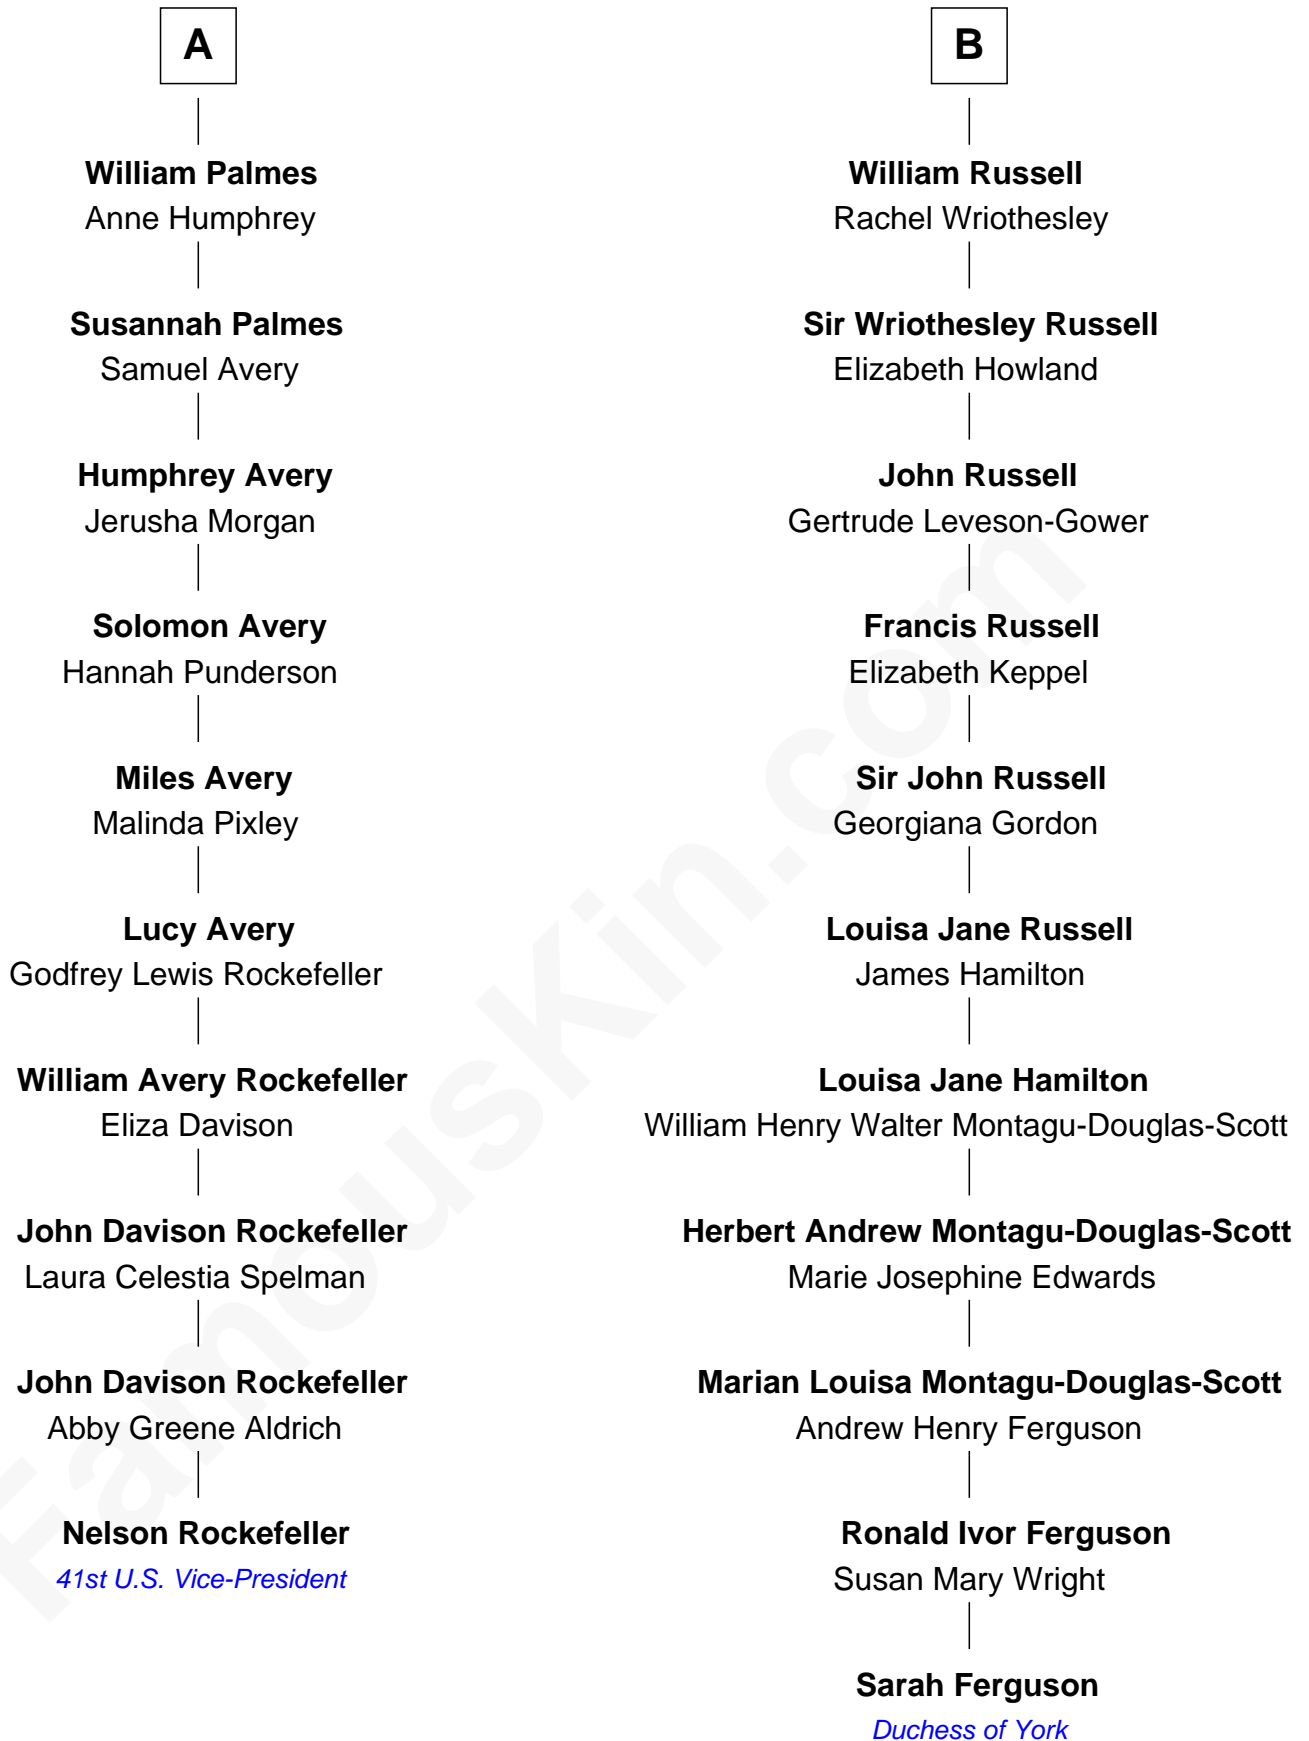 A
William Palmes
Anne Humphrey
Susannah Palmes
Samuel Avery
Humphrey Avery
Jerusha Morgan
Solomon Avery
Hannah Punderson
Miles Avery
Malinda Pixley
Lucy Avery
Godfrey Lewis Rockefeller
William Avery Rockefeller
Eliza Davison
John Davison Rockefeller
Laura Celestia Spelman
John Davison Rockefeller
Abby Greene Aldrich
Nelson Rockefeller
41st U.S. Vice-President
B
William Russell
Rachel Wriothesley
Sir Wriothesley Russell
Elizabeth Howland
John Russell
Gertrude Leveson-Gower
Francis Russell
Elizabeth Keppel
Sir John Russell
Georgiana Gordon
Louisa Jane Russell
James Hamilton
Louisa Jane Hamilton
William Henry Walter Montagu-Douglas-Scott
Herbert Andrew Montagu-Douglas-Scott
Marie Josephine Edwards
Marian Louisa Montagu-Douglas-Scott
Andrew Henry Ferguson
Ronald Ivor Ferguson
Susan Mary Wright
Sarah Ferguson
Duchess of York
FamousKin.com